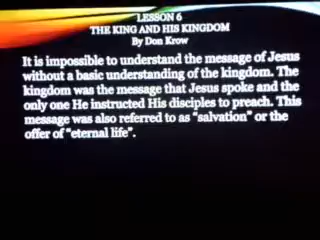 LESSON 6
THE KING AND HIS KINGDOM
By Don Krow
It is impossible to understand the message of Jesus
without a basic understanding of the kingdom. The
kingdom was the message that Jesus spoke and the
only one He instructed His disciples to preach. This
message was also referred to as “salvation” or the
offer of “eternal life”.